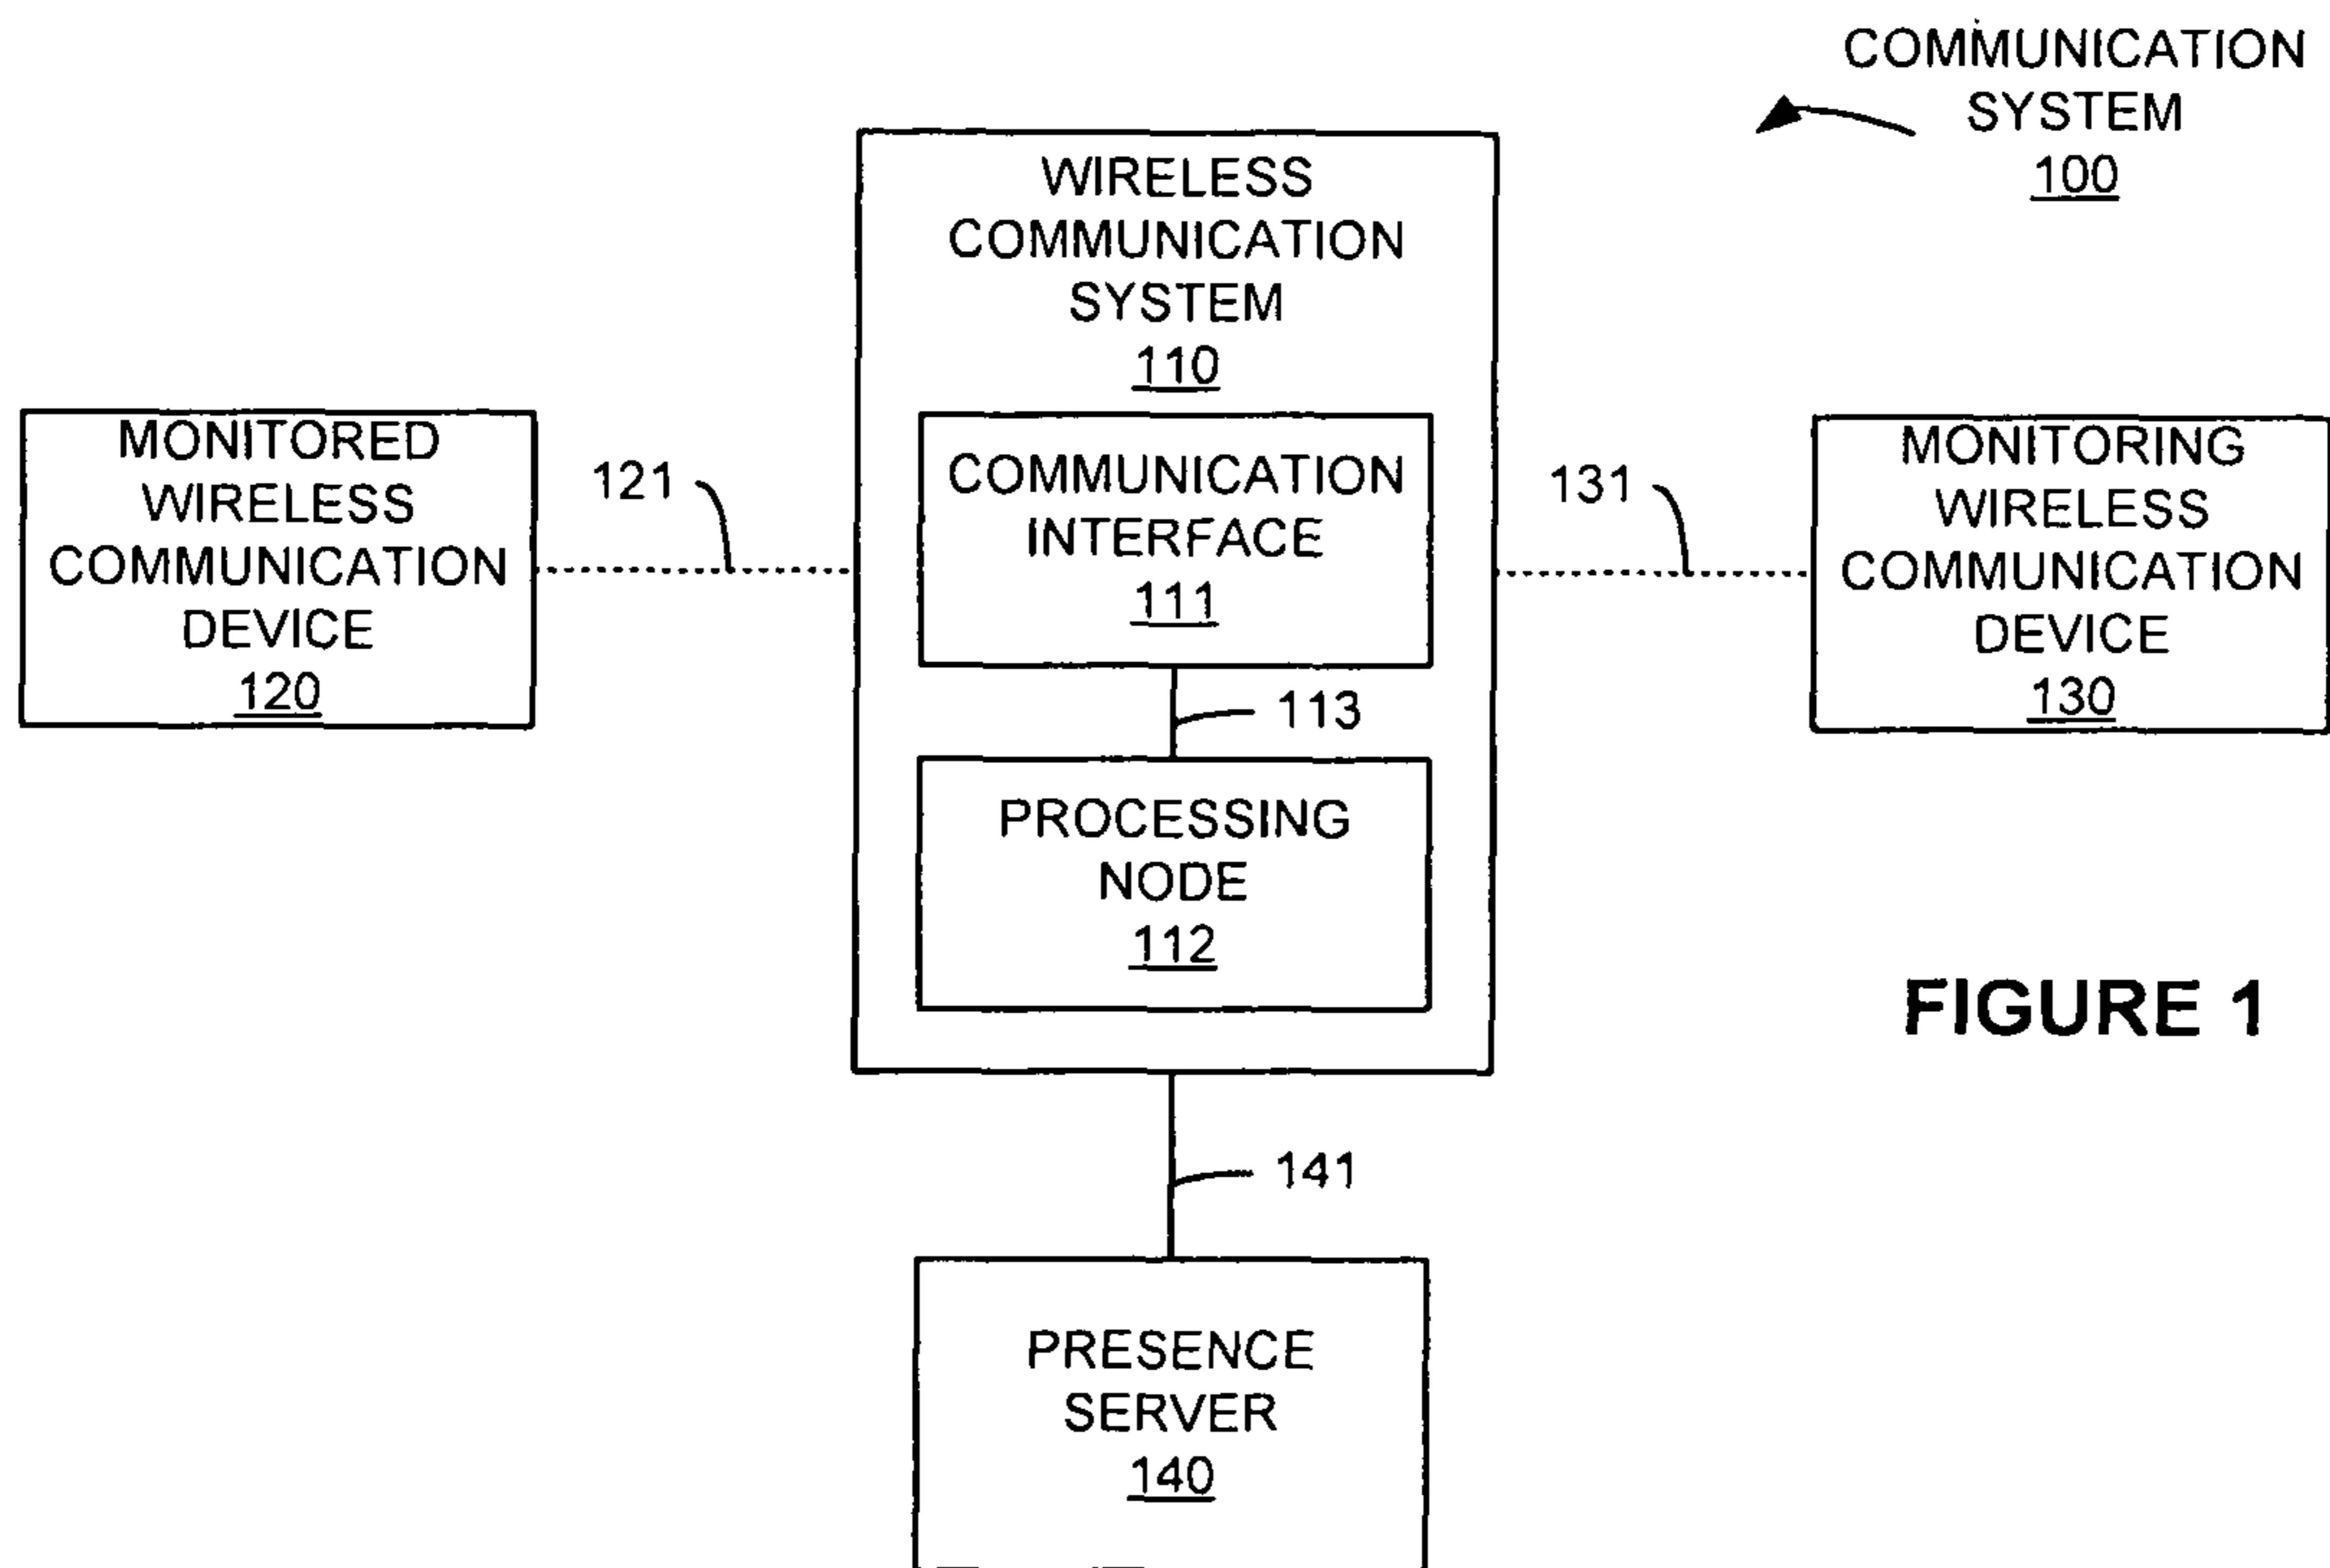 COMMUNICATION
SYSTEM
100
WIRELESS
COMMUNICATION
SYSTEM
110
MONITORED
WIRELESS
COMMUNICATION
DEVICE
120
121
COMMUNICATION
INTERFACE
111
131
MONITORING
WIRELESS
COMMUNICATION
DEVICE
130
113
PROCESSING
NODE
112
FIGURE 1
141
PRESENCE
SERVER
140